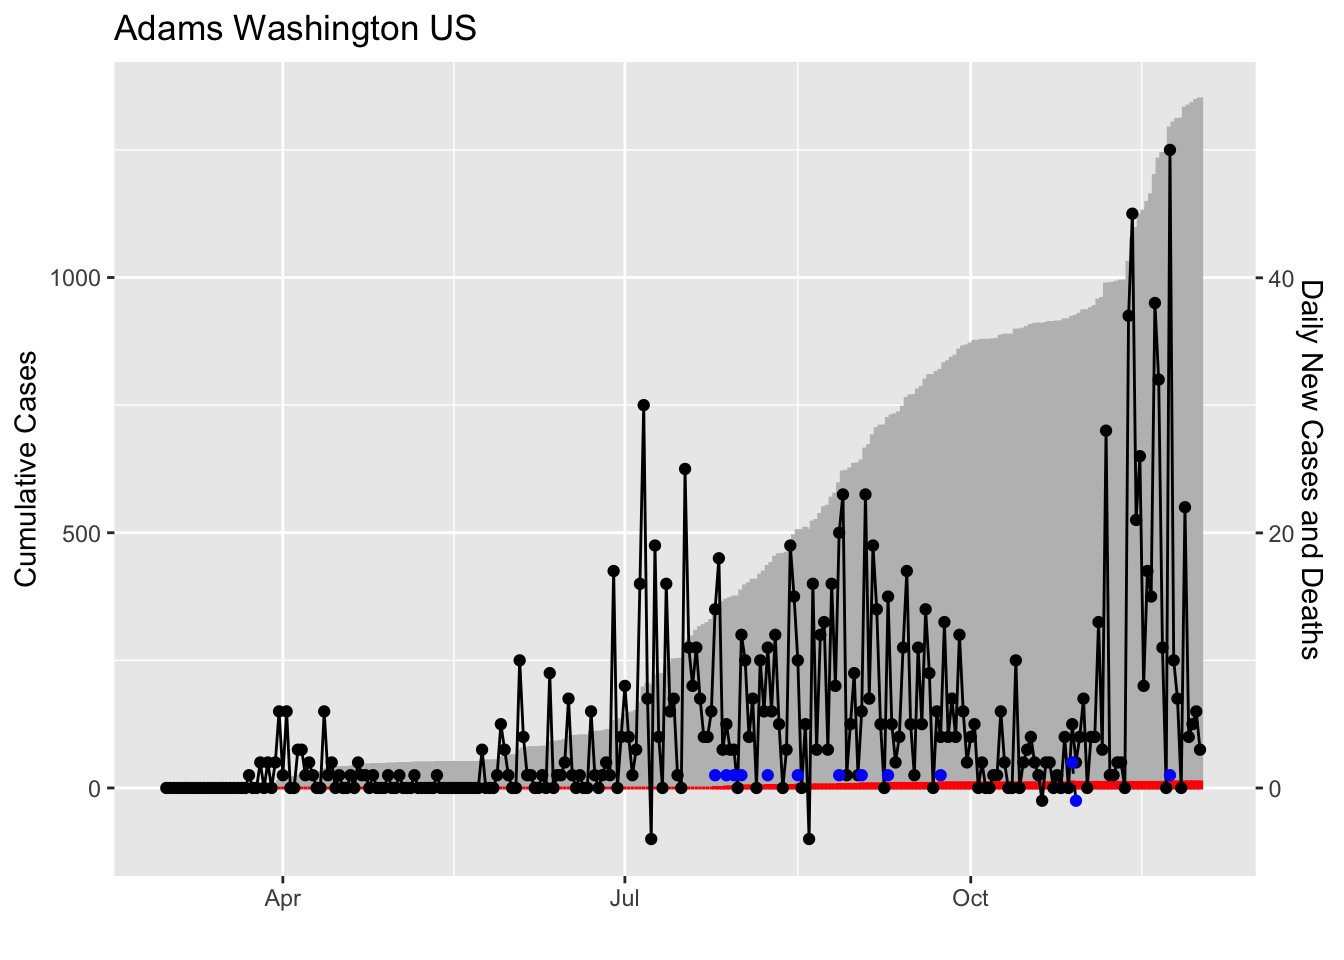 Adams Washington US
Cumulative Cases
1000
500
0
40
20
0
Daily New Cases and Deaths
Apr
Jul
Oct